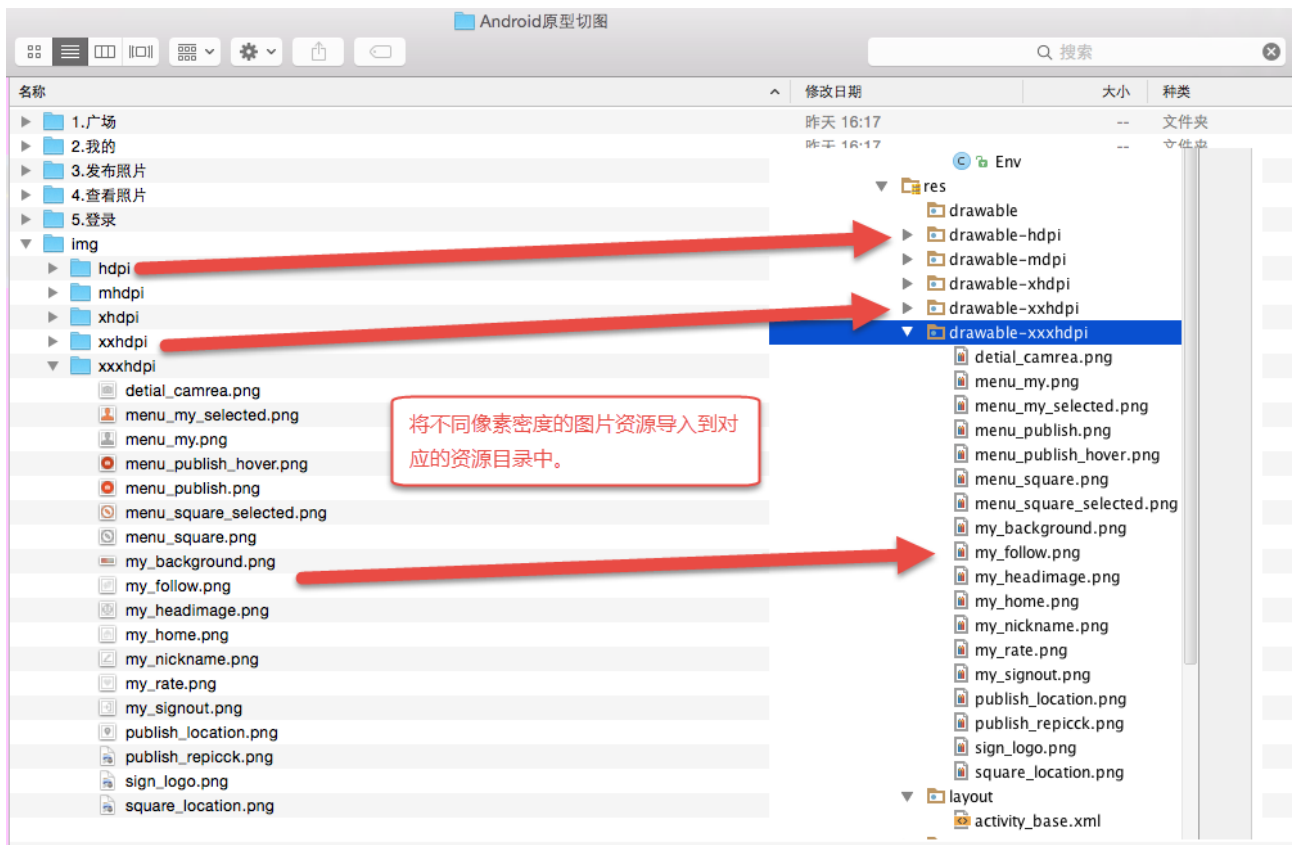 Android原型切图
搜索
名称
修改日期
大小
种类
1.广场
昨天 16:17
--
文件夹
2.我的
昨天 16:17
--
文件夹
3.发布照片
4.查看照片
5.登录
img
hdpi
mhdpi
xhdpi
xxhdpi
xxxhdpi
detial_camrea.png
menu_my_selected.png
menu_my.png
menu_publish_hover.png
menu_publish.png
menu_square_selected.png
menu_square.png
my_background.png
my_follow.png
my_headimage.png
my_home.png
my_nickname.png
my_rate.png
my_signout.png
publish_location.png
publish_repicck.png
sign_logo.png
square_location.png
将不同像素密度的图片资源导入到对
应的资源目录中。
C
Env
res
drawable
drawable-hdpi
drawable-mdpi
drawable-xhdpi
drawable-xxhdpi
drawable-xxxhdpi
detial_camrea.png
menu_my.png
menu_my_selected.png
menu_publish.png
menu_publish_hover.png
menu_square.png
menu_square_selected.png
my_background.png
my_follow.png
my_headimage.png
my_home.png
my_nickname.png
my_rate.png
my_signout.png
publish_location.png
publish_repicck.png
sign_logo.png
square_location.png
layout
activity_base.xml